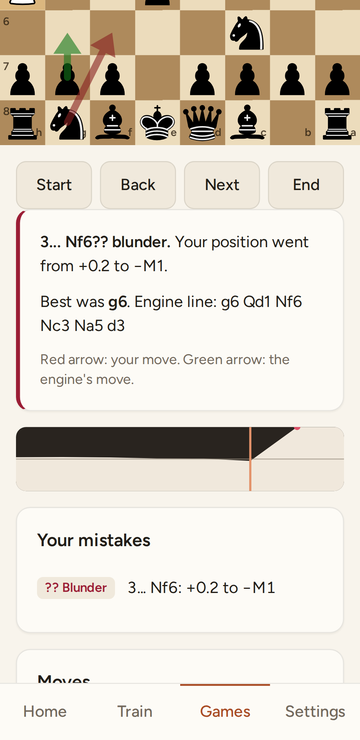 6
7
8
h g f e d c b a
Start Back Next End
3... Nf6?? blunder. Your position went
from +0.2 to −M1.
Best was g6. Engine line: g6 Qd1 Nf6
Nc3 Na5 d3
Red arrow: your move. Green arrow: the
engine's move.
Your mistakes
?? Blunder 3... Nf6: +0.2 to −M1
Moves
Home Train Games Settings